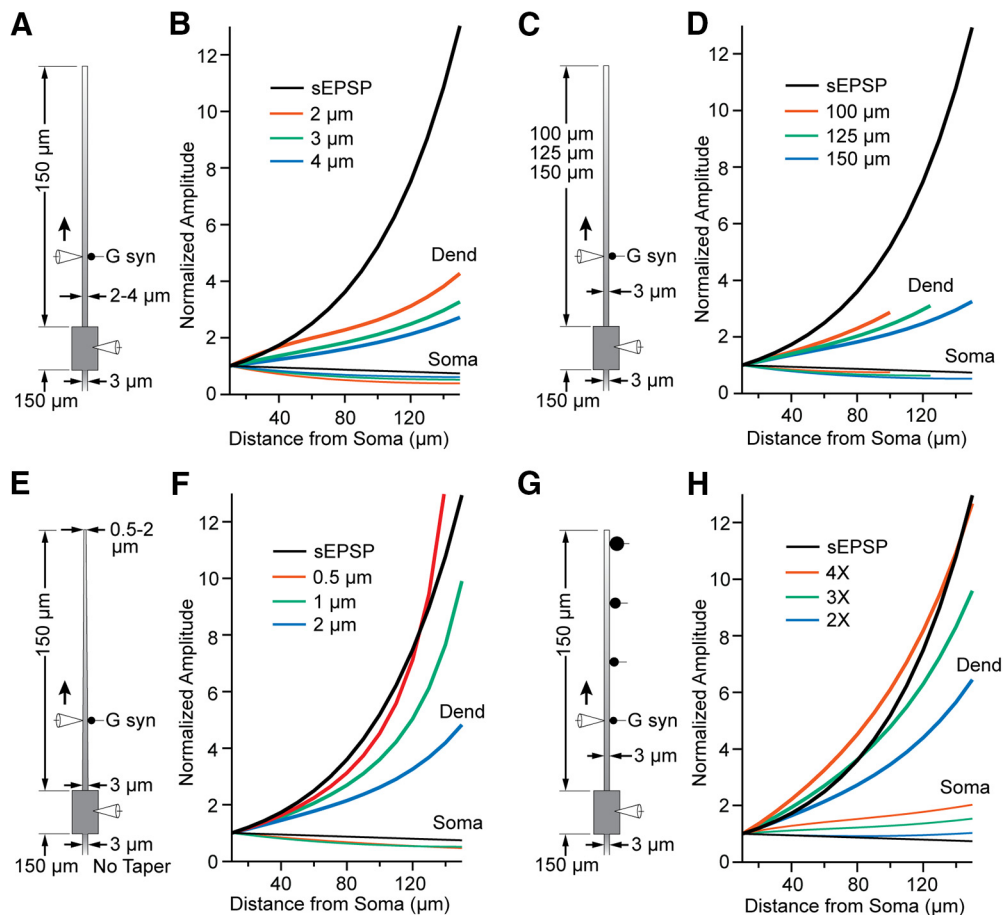 A
150 µm
G syn
2-4 µm
3 µm
150 µm
B
Normalized Amplitude
12
10
8
6
4
2
0
sEPSP
2 µm
3 µm
4 µm
Dend
Soma
40
80
120
Distance from Soma (µm)
C
100 µm
125 µm
150 µm
G syn
3 µm
3 µm
150 µm
D
Normalized Amplitude
12
10
8
6
4
2
0
sEPSP
100 µm
125 µm
150 µm
Dend
Soma
40
80
120
Distance from Soma (µm)
E
0.5-2
µm
150 µm
G syn
3 µm
3 µm
150 µm No Taper
F
Normalized Amplitude
12
10
8
6
4
2
0
sEPSP
0.5 µm
1 µm
2 µm
Dend
Soma
40
80
120
Distance from Soma (µm)
G
150 µm
G syn
3 µm
3 µm
150 µm
H
Normalized Amplitude
12
10
8
6
4
2
0
sEPSP
4X
3X
2X
Dend
Soma
40
80
120
Distance from Soma (µm)